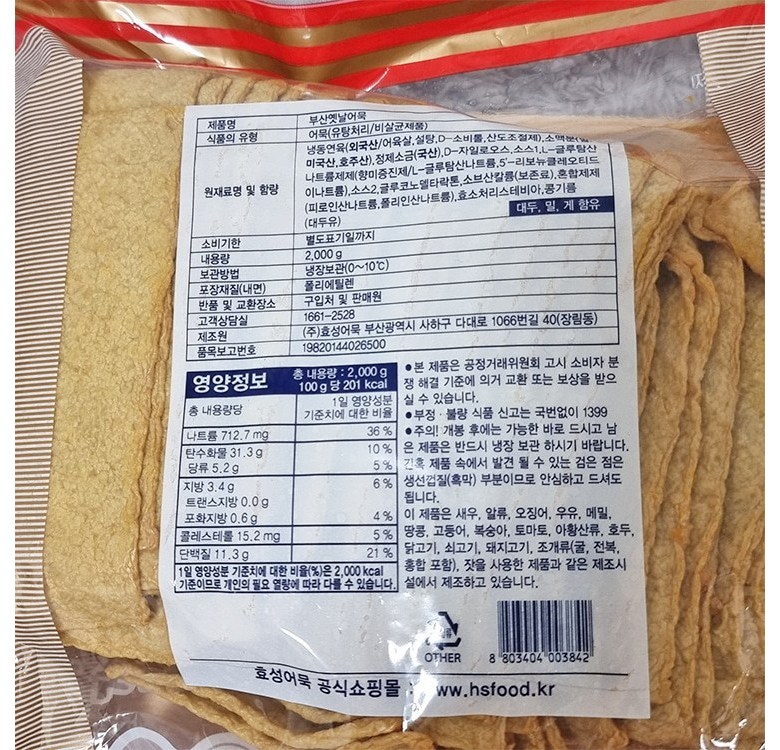 제품명 부산옛날어묵
식품의 유형 어묵(유탕처리/비살균제품)
원재료명 및 함량 냉동연육(외국산/어육살,설탕,D-소비톨,산도조절제),소맥분(밀:
미국산,호주산),정제소금(국산),D-자일로오스,소스1,L-글루탐산
나트륨제제(향미증진제/L-글루탐산나트륨,5'-리보뉴클레오티드
이나트륨),소스2,글루코노델타락톤,소브산칼륨(보존료),혼합제제
(피로인산나트륨,폴리인산나트륨),효소처리스테비아,콩기름
(대두유) 대두, 밀, 게 함유
소비기한 별도표기일까지
내용량 2,000 g
보관방법 냉장보관(0~10℃)
포장재질(내면) 폴리에틸렌
반품 및 교환장소 구입처 및 판매원
고객상담실 1661-2528
제조원 (주)효성어묵 부산광역시 사하구 다대로 1066번길 40(장림동)
품목보고번호 19820144026500
영양정보 총 내용량 : 2,000 g
100 g 당 201 kcal
총 내용량당 1일 영양성분
기준치에 대한 비율
나트륨 712.7 mg 36 %
탄수화물 31.3 g 10 %
당류 5.2 g 5 %
지방 3.4 g 6 %
트랜스지방 0.0 g
포화지방 0.6 g 4 %
콜레스테롤 15.2 mg 5 %
단백질 11.3 g 21 %
1일 영양성분 기준치에 대한 비율(%)은 2,000 kcal
기준이므로 개인의 필요 열량에 따라 다를 수 있습니다.
●본 제품은 공정거래위원회 고시 소비자 분
쟁 해결 기준에 의거 교환 또는 보상을 받으
실 수 있습니다.
●부정·불량 식품 신고는 국번없이 1399
●주의! 개봉 후에는 가능한 바로 드시고 남
은 제품은 반드시 냉장 보관 하시기 바랍니다.
간혹 제품 속에서 발견 될 수 있는 검은 점은
생선껍질(흑막) 부분이므로 안심하고 드셔도
됩니다.
이 제품은 새우, 알류, 오징어, 우유, 메밀,
땅콩, 고등어, 복숭아, 토마토, 아황산류, 호두,
닭고기, 쇠고기, 돼지고기, 조개류(굴, 전복,
홍합 포함), 잣을 사용한 제품과 같은 제조시
설에서 제조하고 있습니다.
OTHER
8 803404 003842
효성어묵 공식쇼핑몰 : www.hsfood.kr